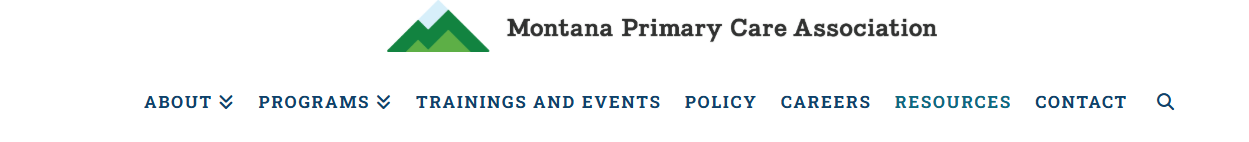 Montana Primary Care Association
ABOUT PROGRAMS TRAININGS AND EVENTS POLICY CAREERS RESOURCES CONTACT